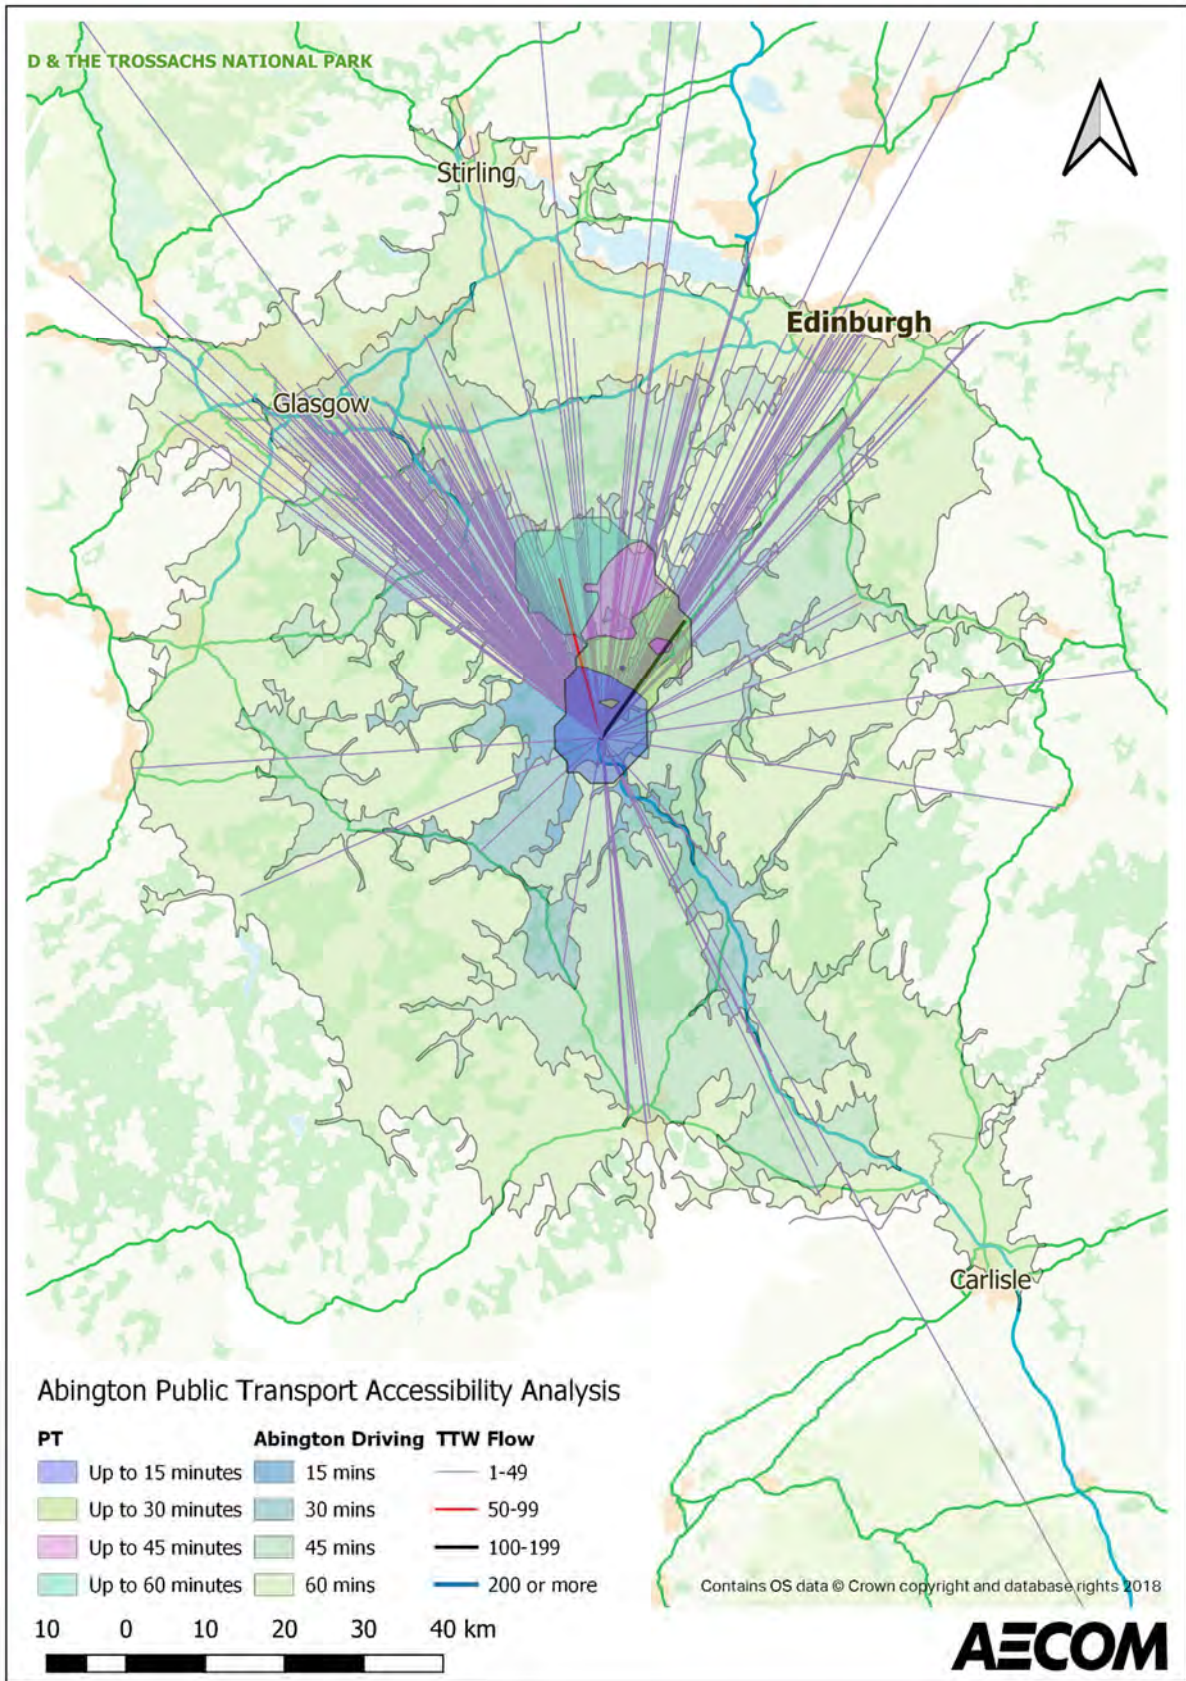 D & THE TROSSACHS NATIONAL PARK
Stirling
Edinburgh
Glasgow
Carlisle
Abington Public Transport Accessibility Analysis
PT Abington Driving TTW Flow
Up to 15 minutes 15 mins 1-49
Up to 30 minutes 30 mins 50-99
Up to 45 minutes 45 mins 100-199
Up to 60 minutes 60 mins 200 or more
Contains OS data © Crown copyright and database rights 2018
10 0 10 20 30 40 km
AECOM